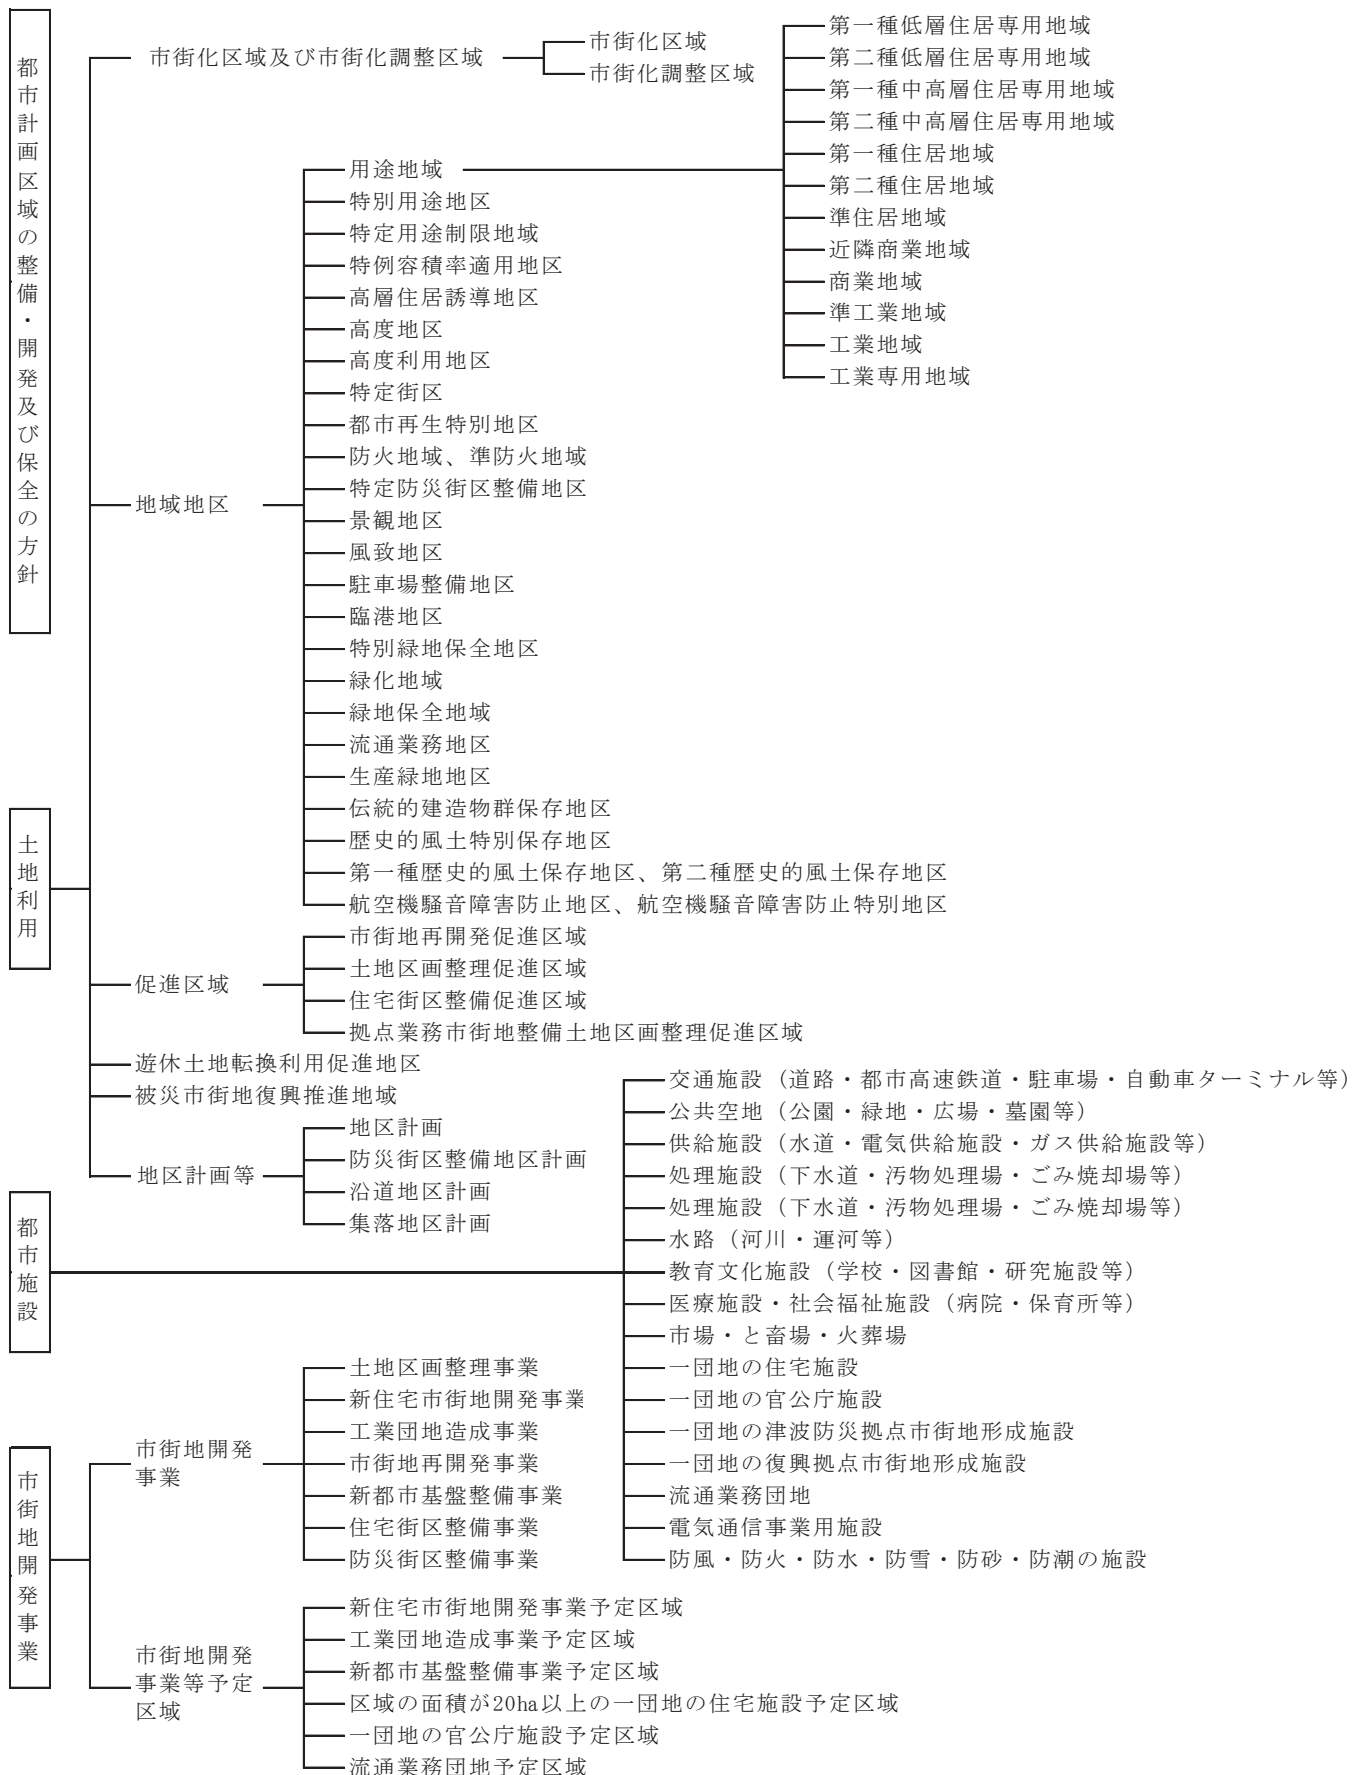 都市計画区域の整備・開発及び保全の方針
土地利用
市街化区域及び市街化調整区域
市街化区域
市街化調整区域
地域地区
用途地域
第一種低層住居専用地域
第二種低層住居専用地域
第一種中高層住居専用地域
第二種中高層住居専用地域
第一種住居地域
第二種住居地域
準住居地域
近隣商業地域
商業地域
準工業地域
工業地域
工業専用地域
特別用途地区
特定用途制限地域
特例容積率適用地区
高層住居誘導地区
高度地区
高度利用地区
特定街区
都市再生特別地区
防火地域、準防火地域
特定防災街区整備地区
景観地区
風致地区
駐車場整備地区
臨港地区
特別緑地保全地区
緑化地域
緑地保全地域
流通業務地区
生産緑地地区
伝統的建造物群保存地区
歴史的風土特別保存地区
第一種歴史的風土保存地区、第二種歴史的風土保存地区
航空機騒音障害防止地区、航空機騒音障害防止特別地区
促進区域
市街地再開発促進区域
土地区画整理促進区域
住宅街区整備促進区域
拠点業務市街地整備土地区画整理促進区域
遊休土地転換利用促進地区
被災市街地復興推進地域
地区計画等
地区計画
防災街区整備地区計画
沿道地区計画
集落地区計画
都市施設
交通施設（道路・都市高速鉄道・駐車場・自動車ターミナル等）
公共空地（公園・緑地・広場・墓園等）
供給施設（水道・電気供給施設・ガス供給施設等）
処理施設（下水道・汚物処理場・ごみ焼却場等）
処理施設（下水道・汚物処理場・ごみ焼却場等）
水路（河川・運河等）
教育文化施設（学校・図書館・研究施設等）
医療施設・社会福祉施設（病院・保育所等）
市場・と畜場・火葬場
一団地の住宅施設
一団地の官公庁施設
一団地の津波防災拠点市街地形成施設
一団地の復興拠点市街地形成施設
流通業務団地
電気通信事業用施設
防風・防火・防水・防雪・防砂・防潮の施設
市街地開発事業
市街地開発
事業
土地区画整理事業
新住宅市街地開発事業
工業団地造成事業
市街地再開発事業
新都市基盤整備事業
住宅街区整備事業
防災街区整備事業
市街地開発
事業等予定
区域
新住宅市街地開発事業予定区域
工業団地造成事業予定区域
新都市基盤整備事業予定区域
区域の面積が20ha以上の一団地の住宅施設予定区域
一団地の官公庁施設予定区域
流通業務団地予定区域